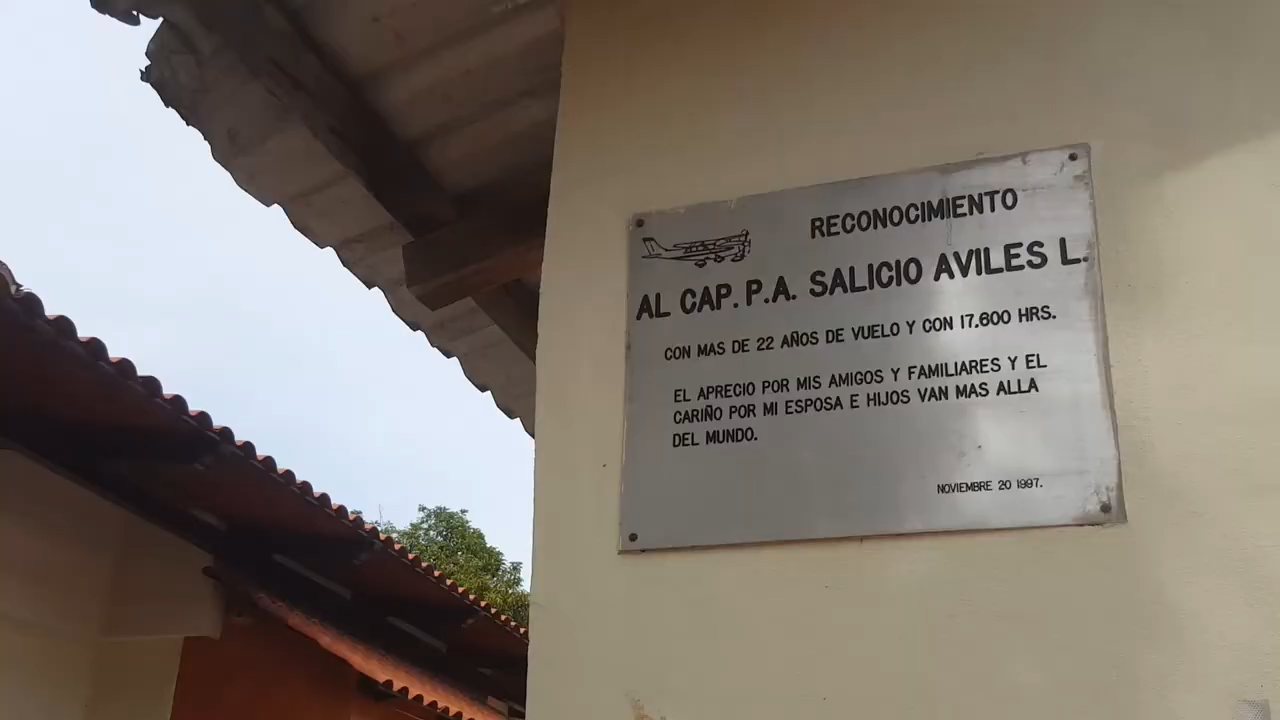 RECONOCIMIENTO
AL CAP. P.A. SALICIO AVILES L.
CON MAS DE 22 AÑOS DE VUELO Y CON 17.600 HRS.
EL APRECIO POR MIS AMIGOS Y FAMILIARES Y EL
CARIÑO POR MI ESPOSA E HIJOS VAN MAS ALLA
DEL MUNDO.
NOVIEMBRE 20 1997.